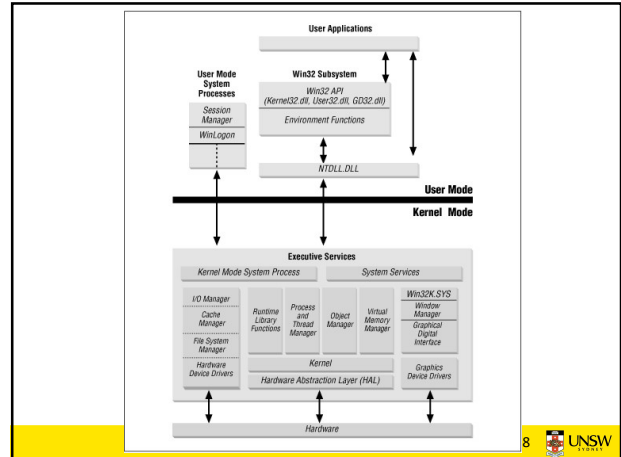 User Applications
User Mode
System
Processes
Session
Manager
WinLogon
Win32 Subsystem
Win32 API
(Kernel32.dll, User32.dll, GD32.dll)
Environment Functions
NTDLL.DLL
User Mode
Kernel Mode
Executive Services
Kernel Mode System Process
System Services
I/O Manager
Cache
Manager
File System
Manager
Hardware
Device Drivers
Runtime
Library
Functions
Process
and
Thread
Manager
Object
Manager
Virtual
Memory
Manager
Win32K.SYS
Window
Manager
Graphical
Digital
Interface
Kernel
Hardware Abstraction Layer (HAL)
Graphics
Device Drivers
Hardware
8
UNSW
SYDNEY